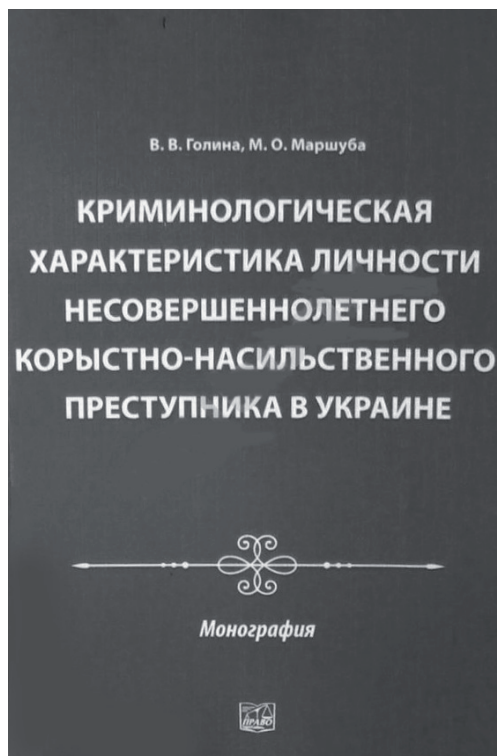 В. В. Голина, М. О. Маршуба
КРИМИНОЛОГИЧЕСКАЯ
ХАРАКТЕРИСТИКА ЛИЧНОСТИ
НЕСОВЕРШЕННОЛЕТНЕГО
КОРЫСТНО-НАСИЛЬСТВЕННОГО
ПРЕСТУПНИКА В УКРАИНЕ
Монография
ПРАВО